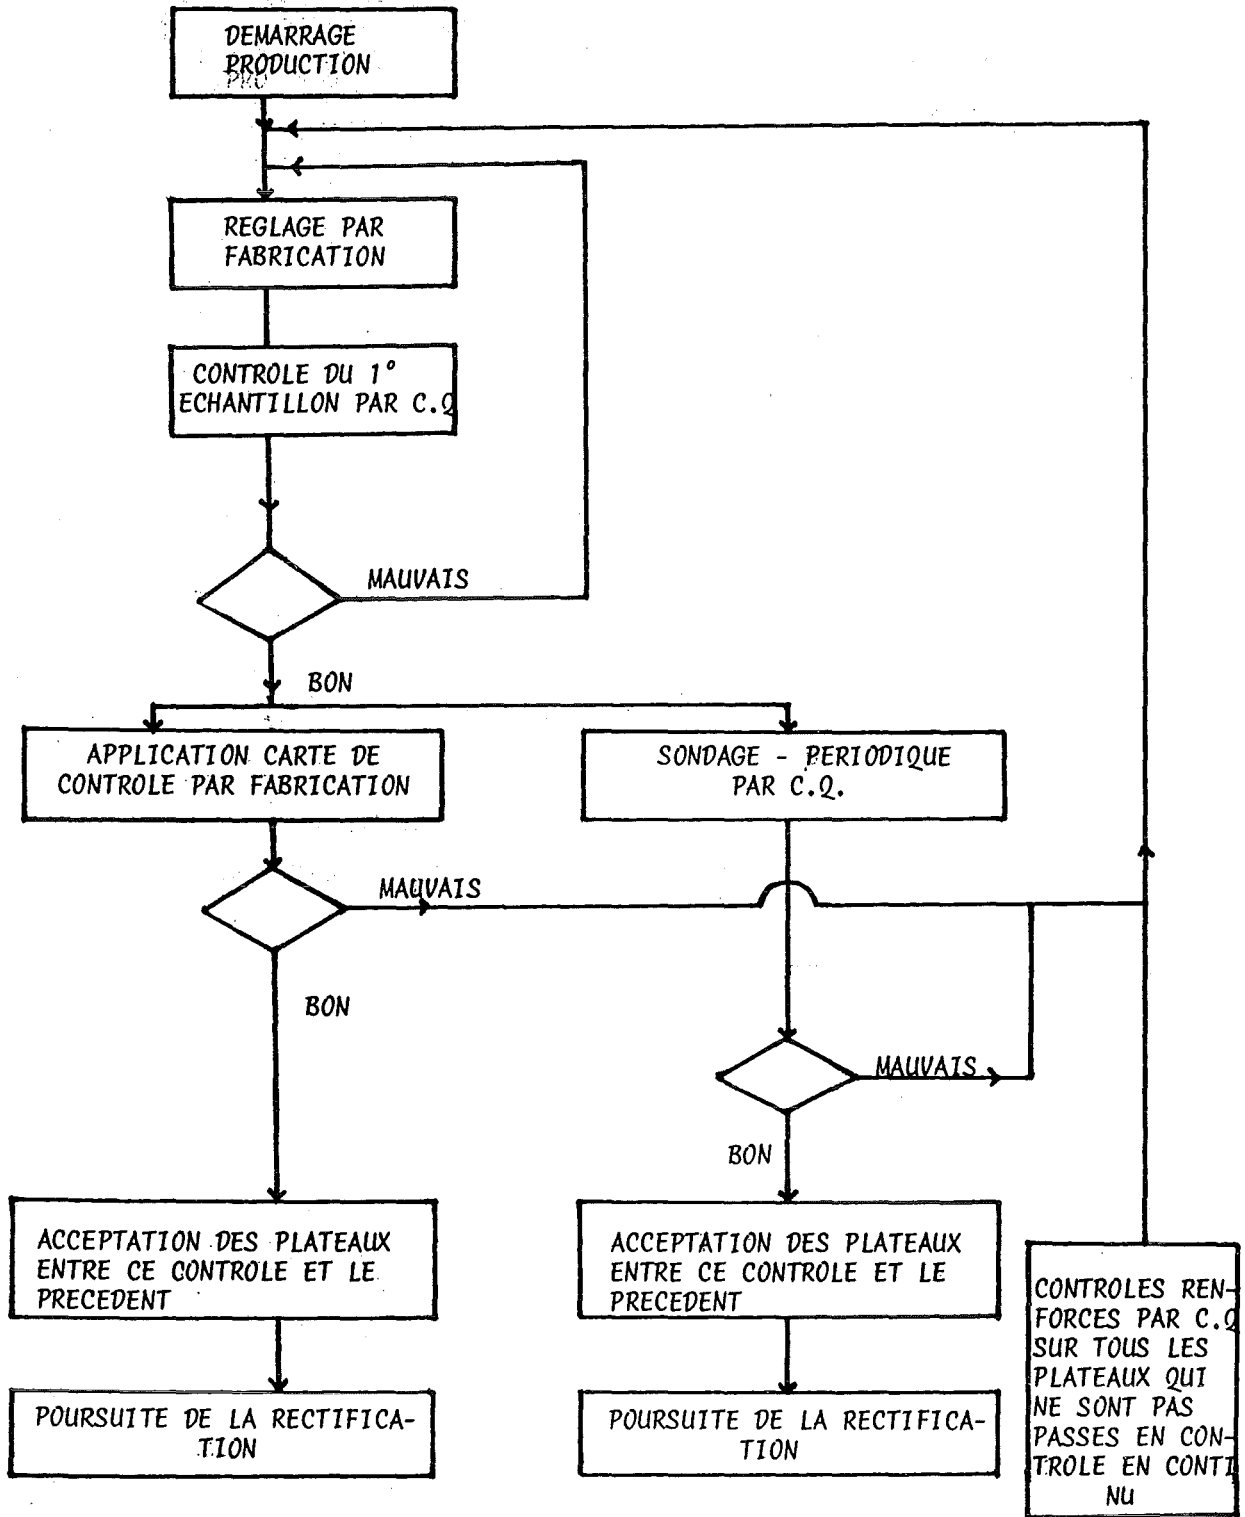 DEMARRAGE
PRODUCTION
REGLAGE PAR
FABRICATION
CONTROLE DU 1°
ECHANTILLON PAR C.Q
MAUVAIS
BON
APPLICATION CARTE DE
CONTROLE PAR FABRICATION
SONDAGE - PERIODIQUE
PAR C.Q.
MAUVAIS
BON
MAUVAIS
BON
ACCEPTATION DES PLATEAUX
ENTRE CE CONTROLE ET LE
PRECEDENT
ACCEPTATION DES PLATEAUX
ENTRE CE CONTROLE ET LE
PRECEDENT
CONTROLES REN-
FORCES PAR C.Q
SUR TOUS LES
PLATEAUX QUI
NE SONT PAS
PASSES EN CON-
TROLE EN CONTI
NU
POURSUITE DE LA RECTIFICA-
TION
POURSUITE DE LA RECTIFICA-
TION